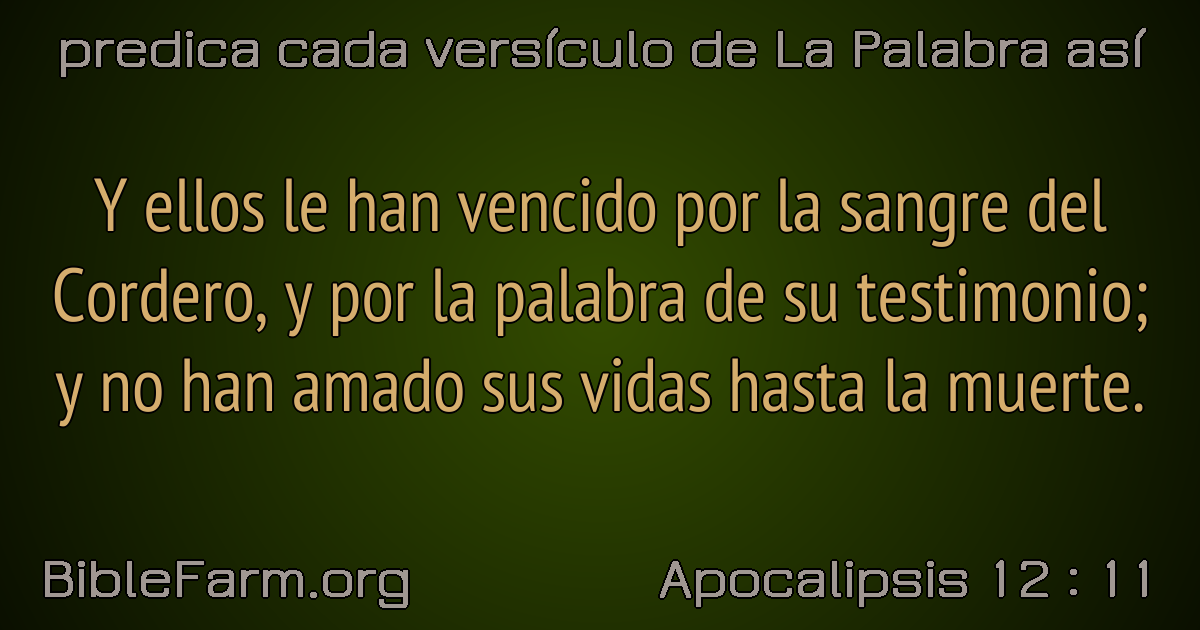 predica cada versículo de La Palabra así
Y ellos le han vencido por la sangre del
Cordero, y por la palabra de su testimonio;
y no han amado sus vidas hasta la muerte.
BibleFarm.org
Apocalipsis 12 : 11